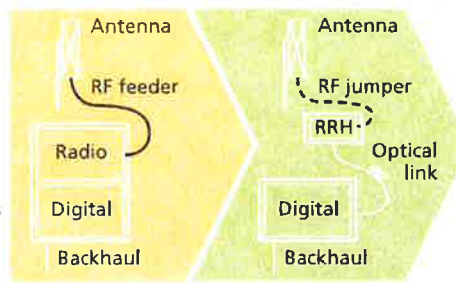 Antenna
RF feeder
Radio
Digital
Backhaul
Antenna
RF jumper
RRH
Optical
link
Digital
Backhaul